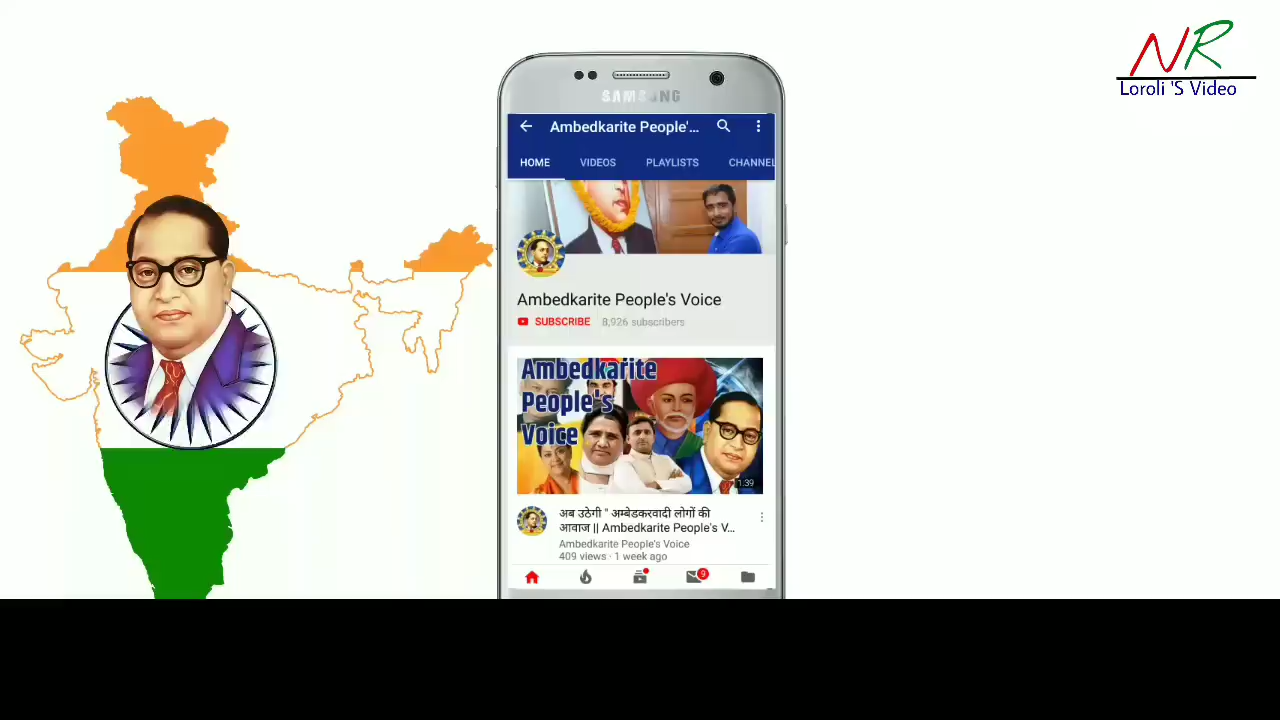 NR
Loroli 'S Video
SAMSUNG
Ambedkarite People'...
HOME VIDEOS PLAYLISTS CHANNEL
Ambedkarite People's Voice
SUBSCRIBE 8,926 subscribers
Ambedkarite
People's
Voice
1:39
अब उठेगी " अम्बेडकरवादी लोगों की
आवाज || Ambedkarite People's V...
Ambedkarite People's Voice
409 views · 1 week ago
9